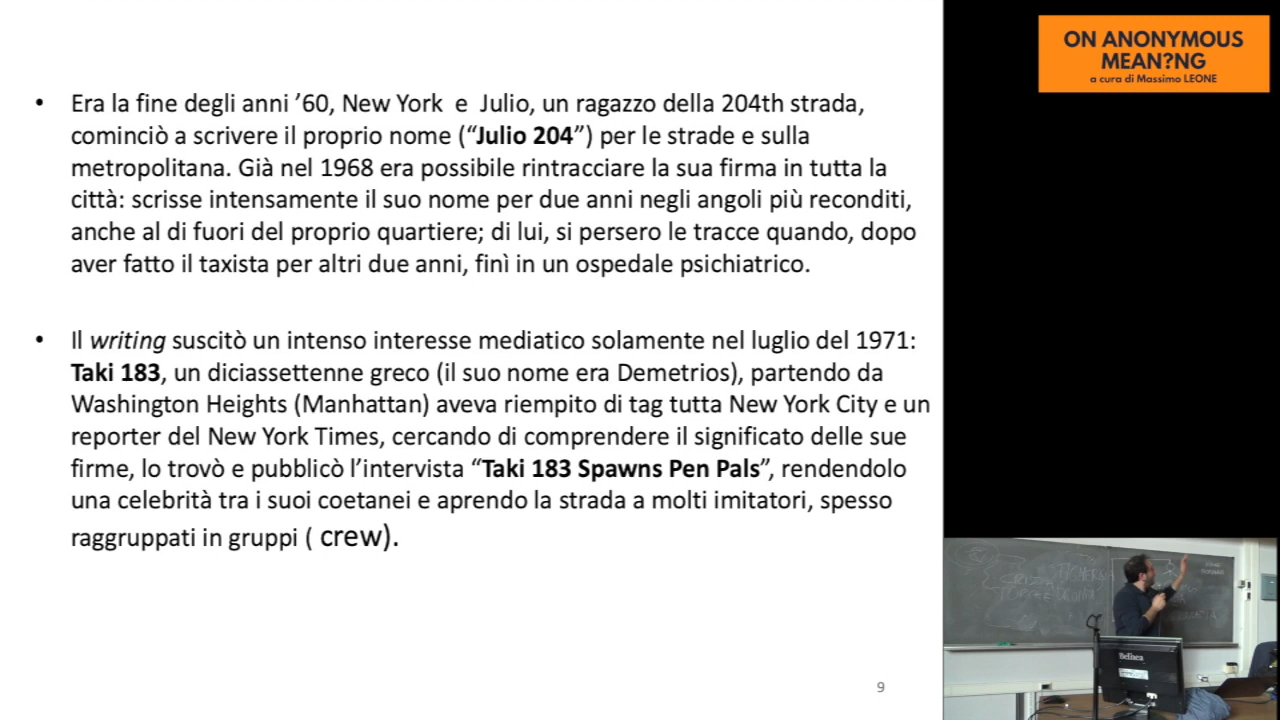 ON ANONYMOUS
MEAN?NG
a cura di Massimo LEONE
• Era la fine degli anni ’60, New York e Julio, un ragazzo della 204th strada,
cominciò a scrivere il proprio nome (“Julio 204”) per le strade e sulla
metropolitana. Già nel 1968 era possibile rintracciare la sua firma in tutta la
città: scrisse intensamente il suo nome per due anni negli angoli più reconditi,
anche al di fuori del proprio quartiere; di lui, si persero le tracce quando, dopo
aver fatto il taxista per altri due anni, finì in un ospedale psichiatrico.
• Il writing suscitò un intenso interesse mediatico solamente nel luglio del 1971:
Taki 183, un diciassettenne greco (il suo nome era Demetrios), partendo da
Washington Heights (Manhattan) aveva riempito di tag tutta New York City e un
reporter del New York Times, cercando di comprendere il significato delle sue
firme, lo trovò e pubblicò l’intervista “Taki 183 Spawns Pen Pals”, rendendolo
una celebrità tra i suoi coetanei e aprendo la strada a molti imitatori, spesso
raggruppati in gruppi ( crew).
9
Belinea